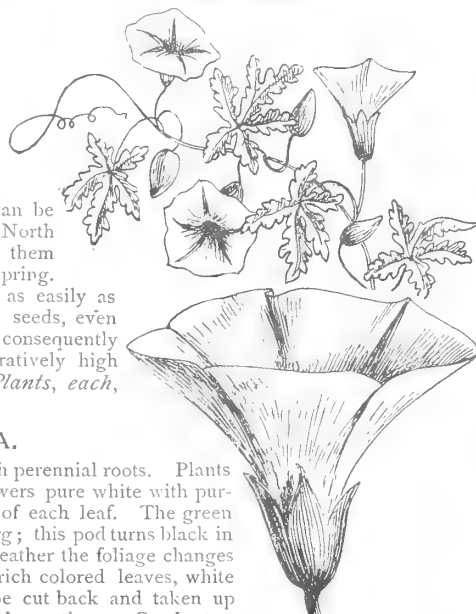 an be
North
them
pring.
as easily as
seeds, even
consequently
ratively high
Plants, each,
A.
h perennial roots. Plants
wers pure white with pur-
of each leaf. The green
rg; this pod turns black in
eather the foliage changes
rich colored leaves, white
be cut back and taken up